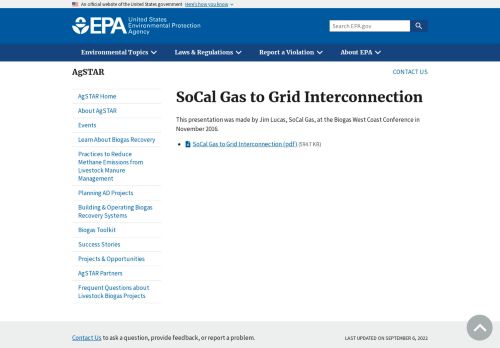 An official website of the United States government Here's how you know
EPA United States
Environmental Protection
Agency
Search EPA.gov
Environmental Topics Laws & Regulations Report a Violation About EPA
AgSTAR
CONTACT US
AgSTAR Home
About AgSTAR
Events
Learn About Biogas Recovery
Practices to Reduce
Methane Emissions from
Livestock Manure
Management
Planning AD Projects
Building & Operating Biogas
Recovery Systems
Biogas Toolkit
Success Stories
Projects & Opportunities
AgSTAR Partners
Frequent Questions about
Livestock Biogas Projects
SoCal Gas to Grid Interconnection
This presentation was made by Jim Lucas, SoCal Gas, at the Biogas West Coast Conference in
November 2016.
SoCal Gas to Grid Interconnection (pdf) (594.7 KB)
Contact Us to ask a question, provide feedback, or report a problem.
LAST UPDATED ON SEPTEMBER 6, 2022